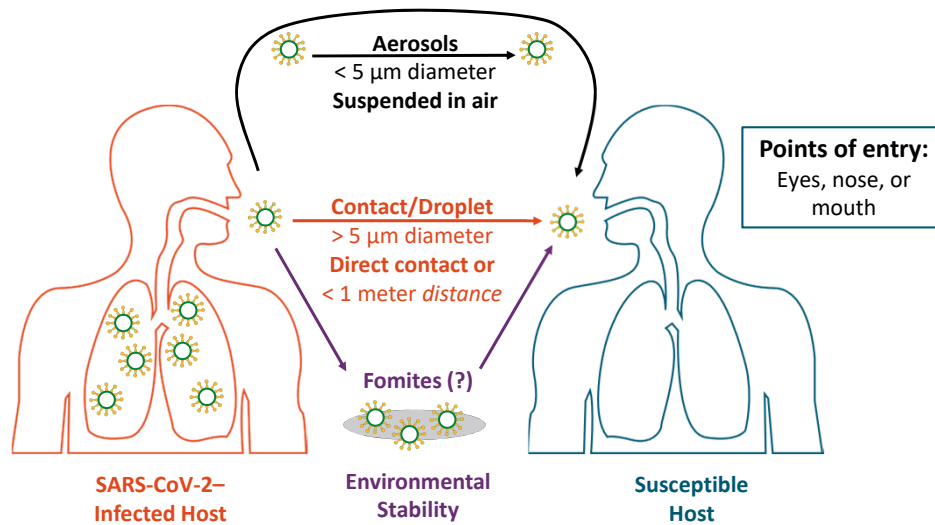 Aerosols
< 5 µm diameter
Suspended in air
Points of entry:
Eyes, nose, or
mouth
Contact/Droplet
> 5 µm diameter
Direct contact or
< 1 meter distance
Fomites (?)
SARS-CoV-2–
Infected Host
Environmental
Stability
Susceptible
Host